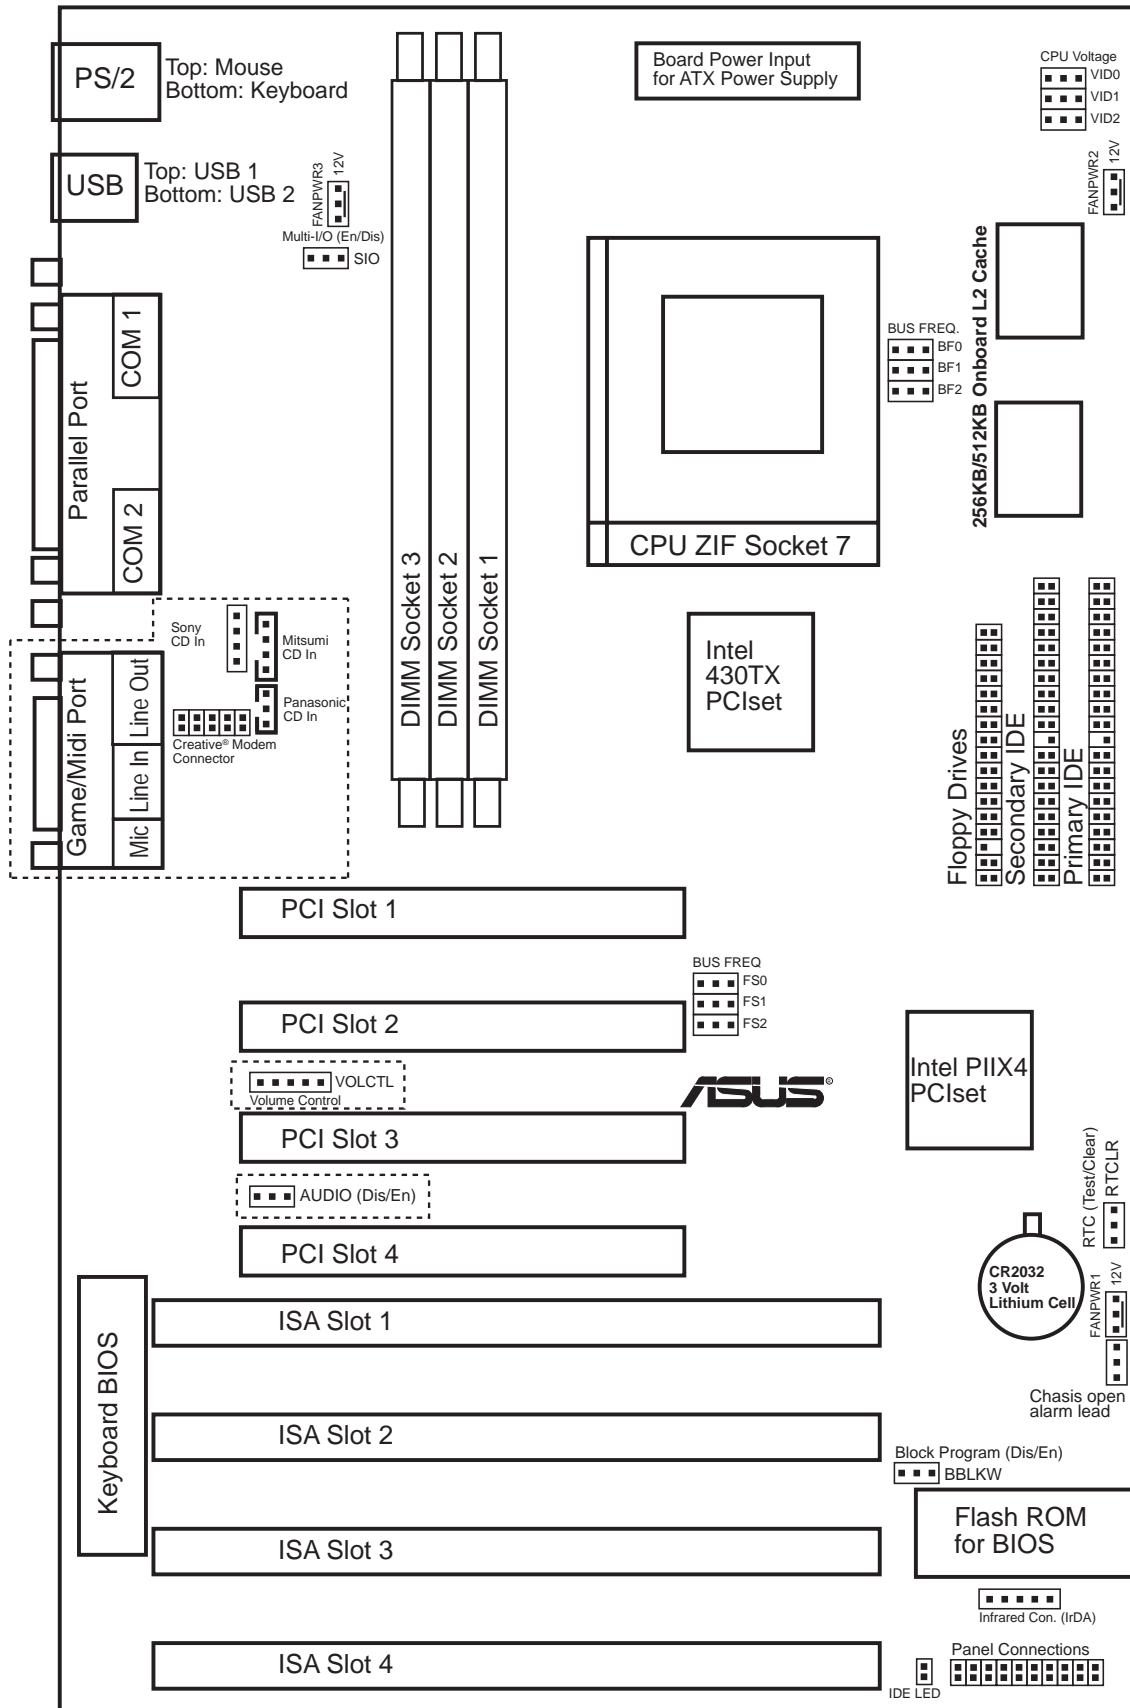 PS/2
Top: Mouse
Bottom: Keyboard
Board Power Input
for ATX Power Supply
CPU Voltage
VID0
VID1
VID2
USB
Top: USB 1
Bottom: USB 2
FANPWR3
12V
FANPWR2
12V
Multi-I/O (En/Dis)
SIO
Parallel Port
COM 1
COM 2
BUS FREQ.
BF0
BF1
BF2
256KB/512KB Onboard L2 Cache
CPU ZIF Socket 7
DIMM Socket 3
DIMM Socket 2
DIMM Socket 1
Sony
CD In
Mitsumi
CD In
Panasonic
CD In
Creative® Modem
Connector
Game/Midi Port
Line Out
Line In
Mic
Intel
430TX
PCIset
Floppy Drives
Secondary IDE
Primary IDE
PCI Slot 1
BUS FREQ
FS0
FS1
FS2
PCI Slot 2
VOLCTL
Volume Control
ASUS®
Intel PIIX4
PCIset
PCI Slot 3
AUDIO (Dis/En)
RTC (Test/Clear)
RTCLR
PCI Slot 4
CR2032
3 Volt
Lithium Cell
FANPWR1
12V
Keyboard BIOS
ISA Slot 1
Chasis open
alarm lead
ISA Slot 2
Block Program (Dis/En)
BBLKW
Flash ROM
for BIOS
ISA Slot 3
Infrared Con. (IrDA)
Panel Connections
ISA Slot 4
IDE LED